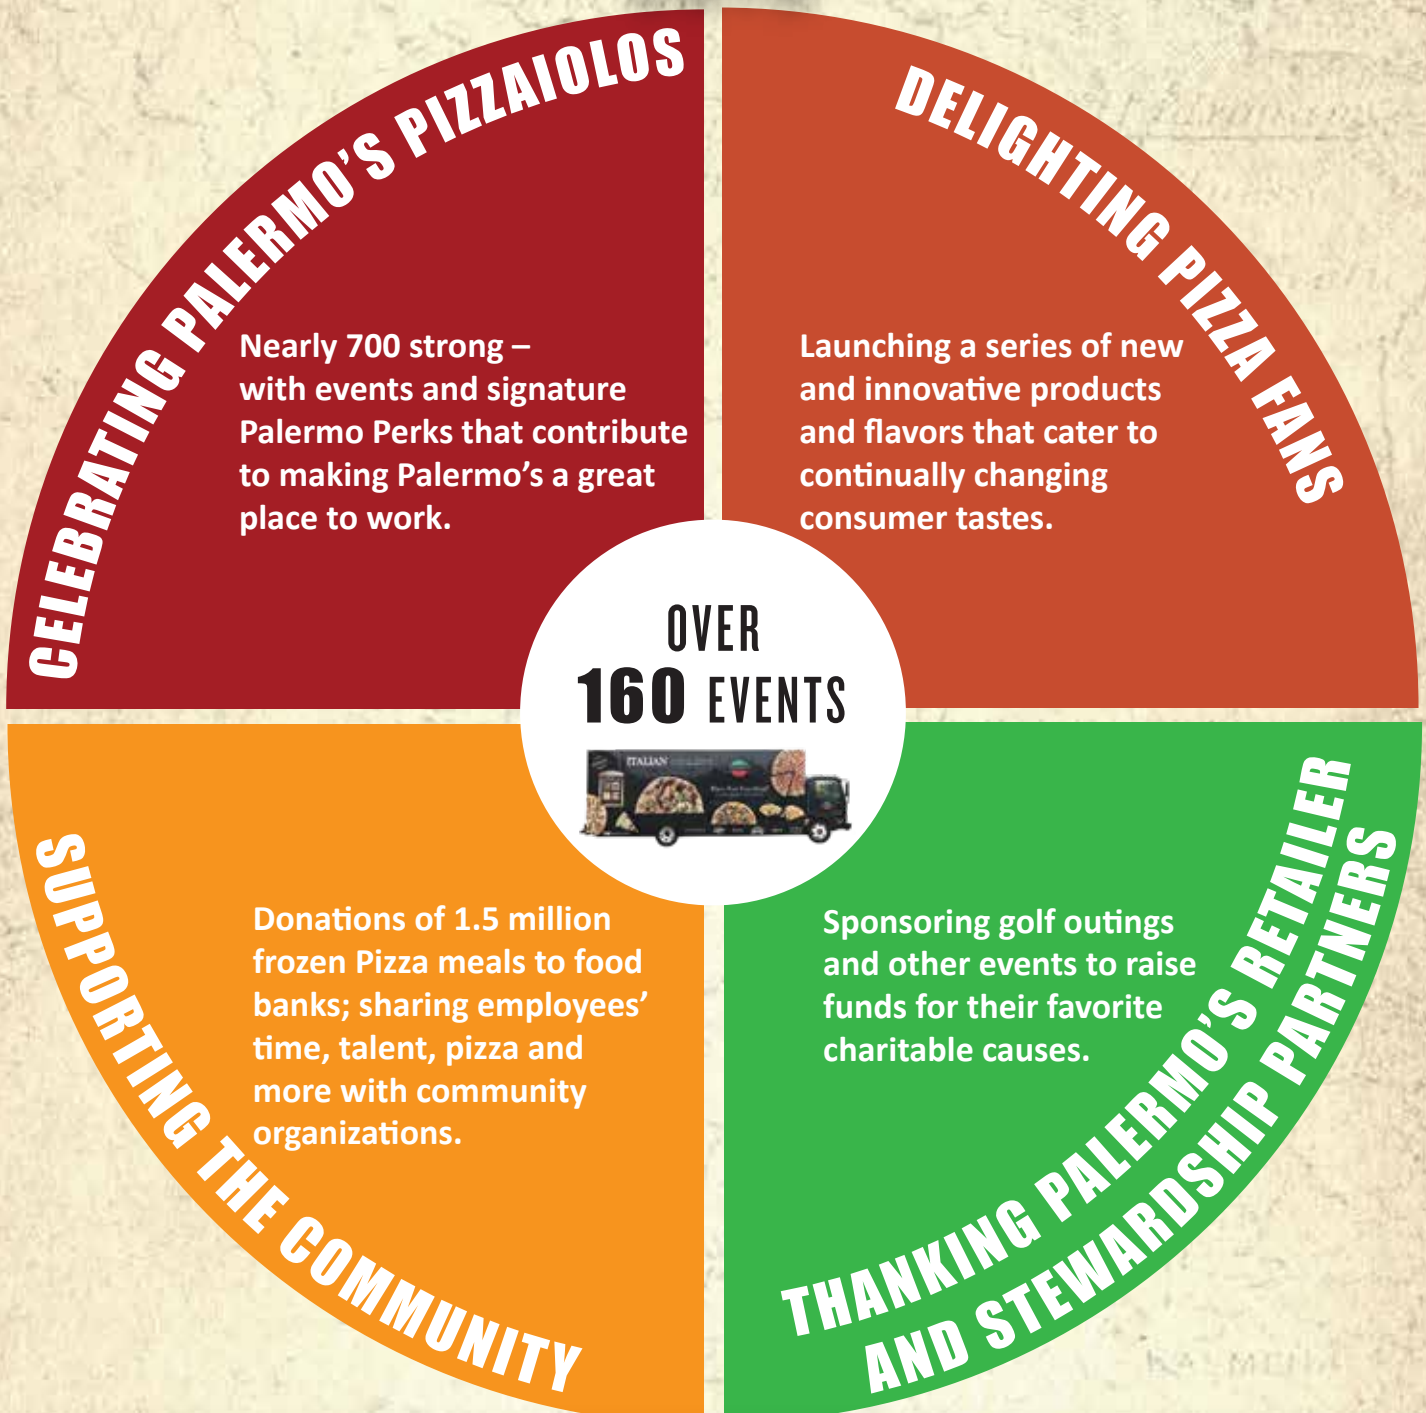 CELEBRATING PALERMO'S PIZZAIOLOS
Nearly 700 strong –
with events and signature
Palermo Perks that contribute
to making Palermo's a great
place to work.
DELIGHTING PIZZA FANS
Launching a series of new
and innovative products
and flavors that cater to
continually changing
consumer tastes.
OVER
160 EVENTS
ITALIAN
SUPPORTING THE COMMUNITY
Donations of 1.5 million
frozen Pizza meals to food
banks; sharing employees'
time, talent, pizza and
more with community
organizations.
Sponsoring golf outings
and other events to raise
funds for their favorite
charitable causes.
THANKING PALERMO'S RETAILER
AND STEWARDSHIP PARTNERS